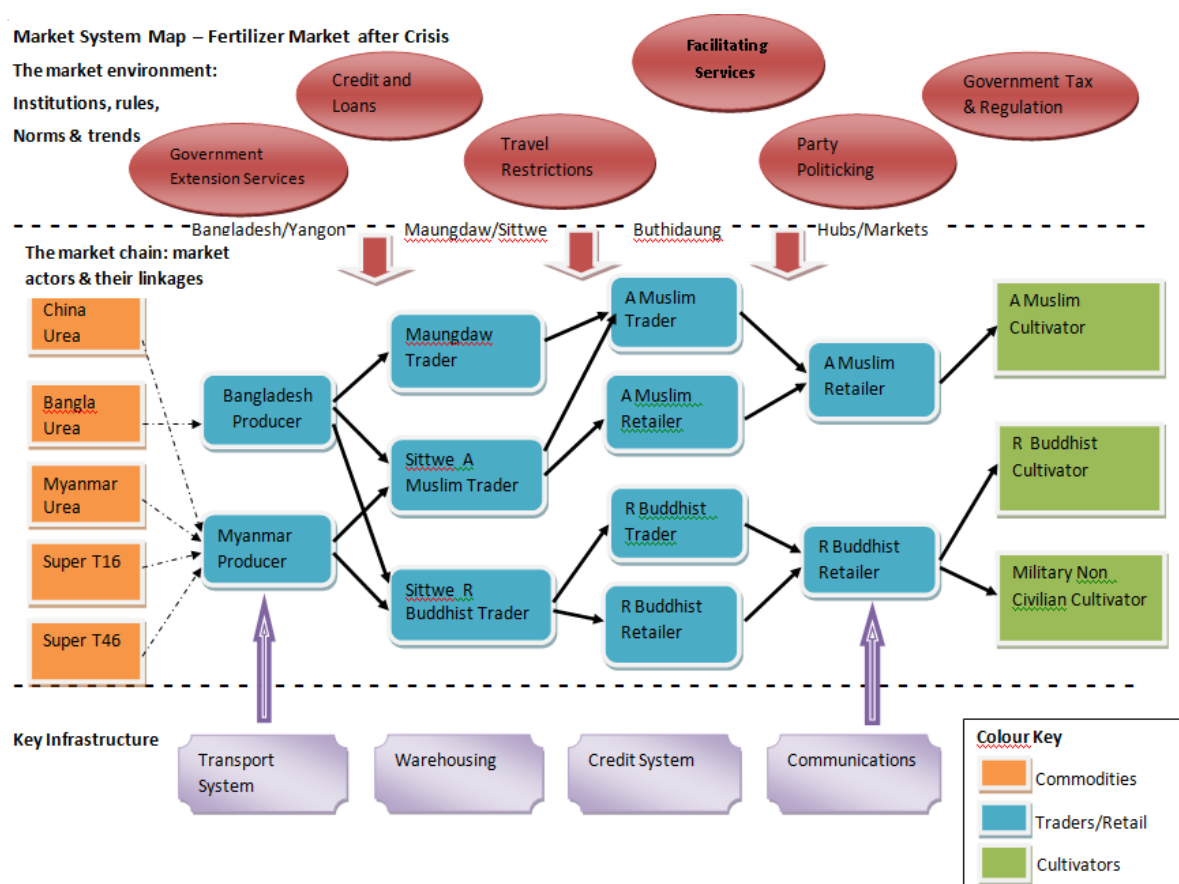 Market System Map – Fertilizer Market after Crisis
The market environment:
Institutions, rules,
Norms & trends
Credit and
Loans
Facilitating
Services
Government Tax
& Regulation
Government
Extension Services
Travel
Restrictions
Party
Politicking
Bangladesh/Yangon
Maungdaw/Sittwe
Buthidaung
Hubs/Markets
The market chain: market
actors & their linkages
China
Urea
Bangla
Urea
Myanmar
Urea
Super T16
Super T46
Bangladesh
Producer
Myanmar
Producer
Maungdaw
Trader
Sittwe A
Muslim Trader
Sittwe R
Buddhist Trader
A Muslim
Trader
A Muslim
Retailer
R Buddhist
Trader
R Buddhist
Retailer
A Muslim
Retailer
R Buddhist
Retailer
A Muslim
Cultivator
R Buddhist
Cultivator
Military Non
Civilian Cultivator
Key Infrastructure
Transport
System
Warehousing
Credit System
Communications
Colour Key
Commodities
Traders/Retail
Cultivators